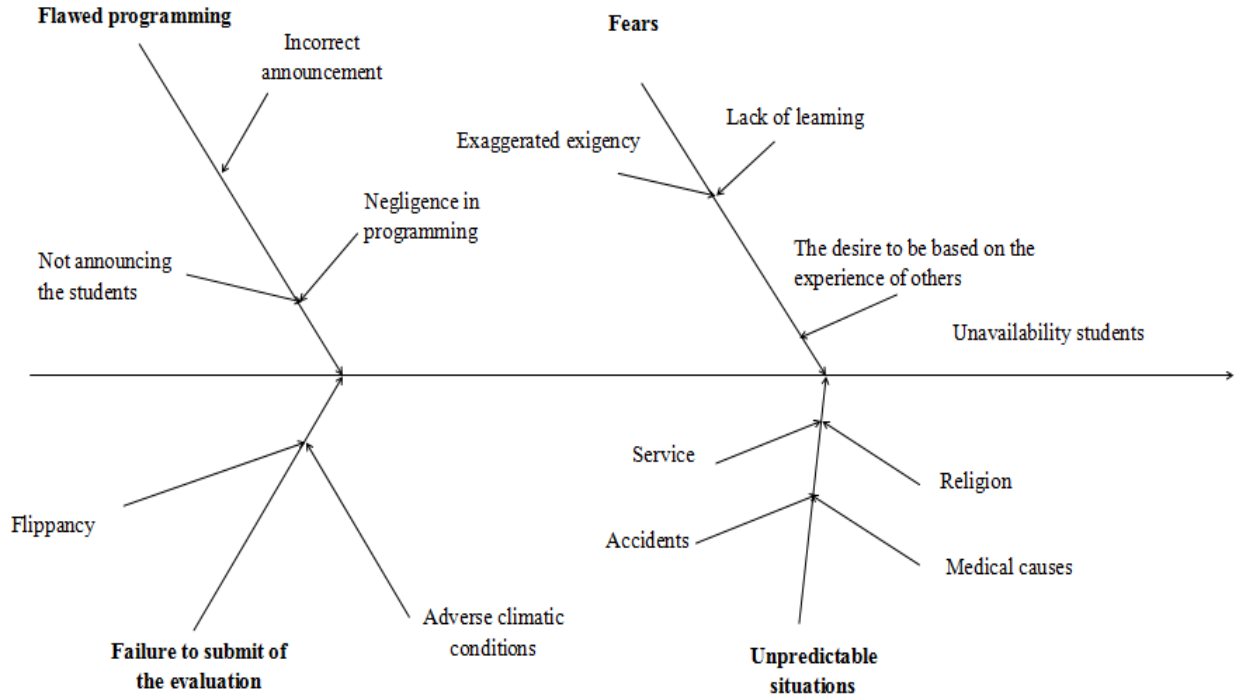 Flawed programming
Incorrect
announcement
Negligence in
programming
Not announcing
the students
Fears
Exaggerated exigency
Lack of learning
The desire to be based on the
experience of others
Unavailability students
Flippancy
Adverse climatic
conditions
Failure to submit of
the evaluation
Service
Religion
Accidents
Medical causes
Unpredictable
situations